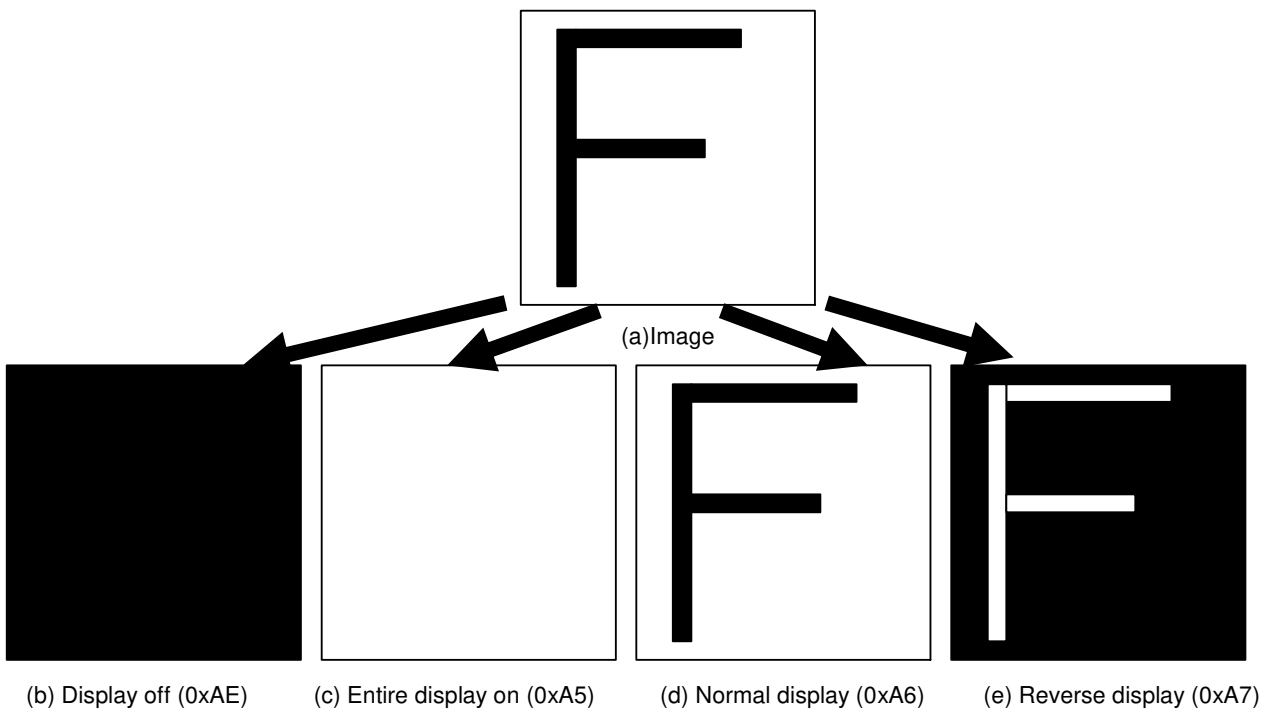 F
(a)Image
F
F
(b) Display off (0xAE)
(c) Entire display on (0xA5)
(d) Normal display (0xA6)
(e) Reverse display (0xA7)